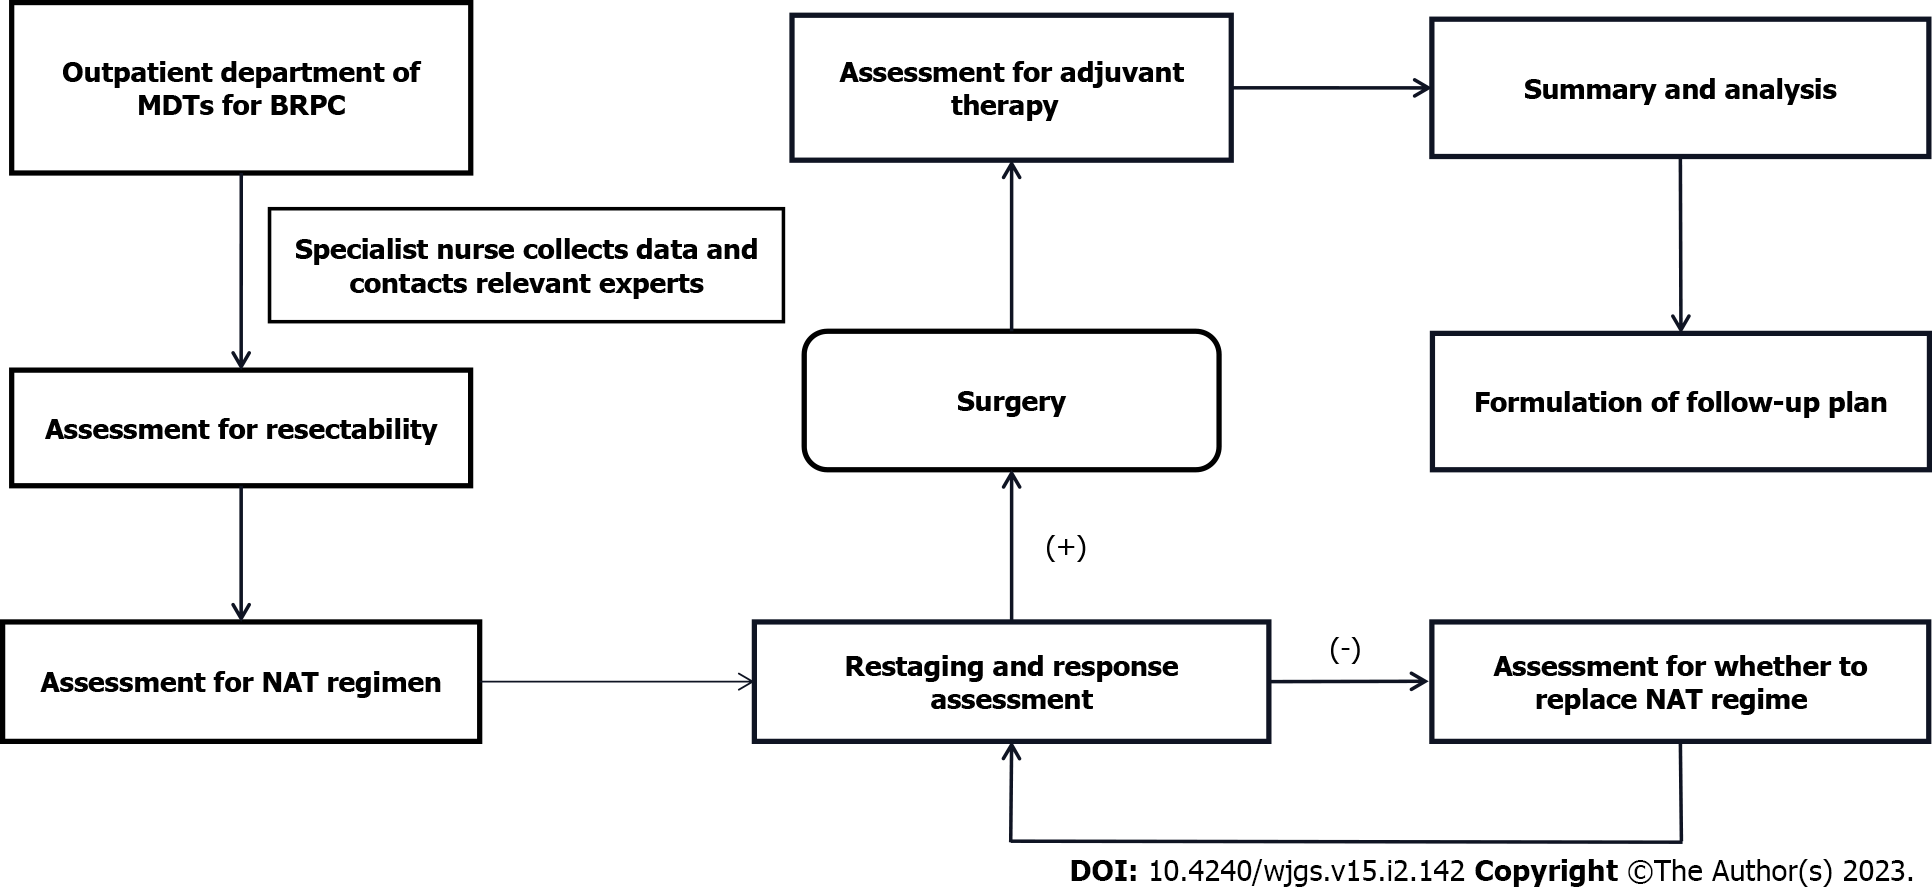 Outpatient department of
MDTs for BRPC
Specialist nurse collects data and
contacts relevant experts
Assessment for resectability
Assessment for NAT regimen
Restaging and response
assessment
(+)
Surgery
Assessment for adjuvant
therapy
Summary and analysis
Formulation of follow-up plan
(-)
Assessment for whether to
replace NAT regime
DOI: 10.4240/wjgs.v15.i2.142 Copyright ©The Author(s) 2023.